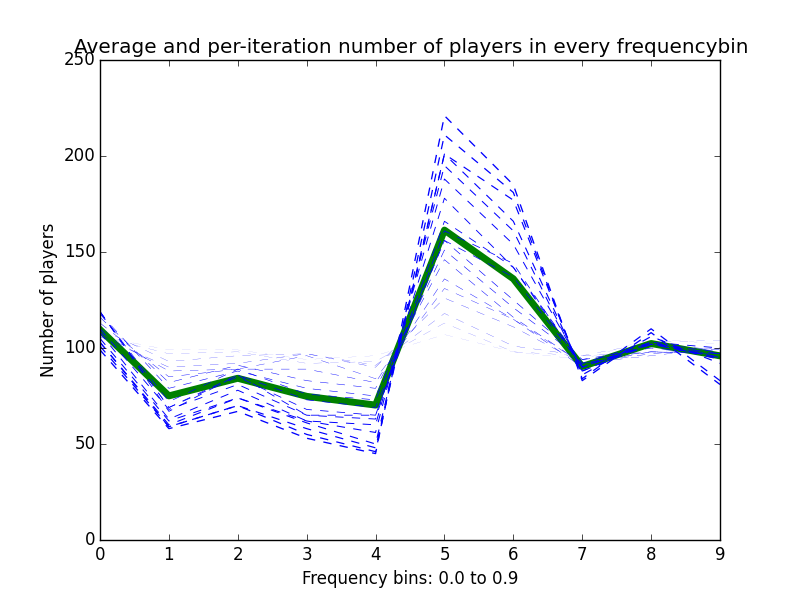 Average and per-iteration number of players in every frequencybin
250
200
150
100
50
0
Number of players
0 1 2 3 4 5 6 7 8 9
Frequency bins: 0.0 to 0.9